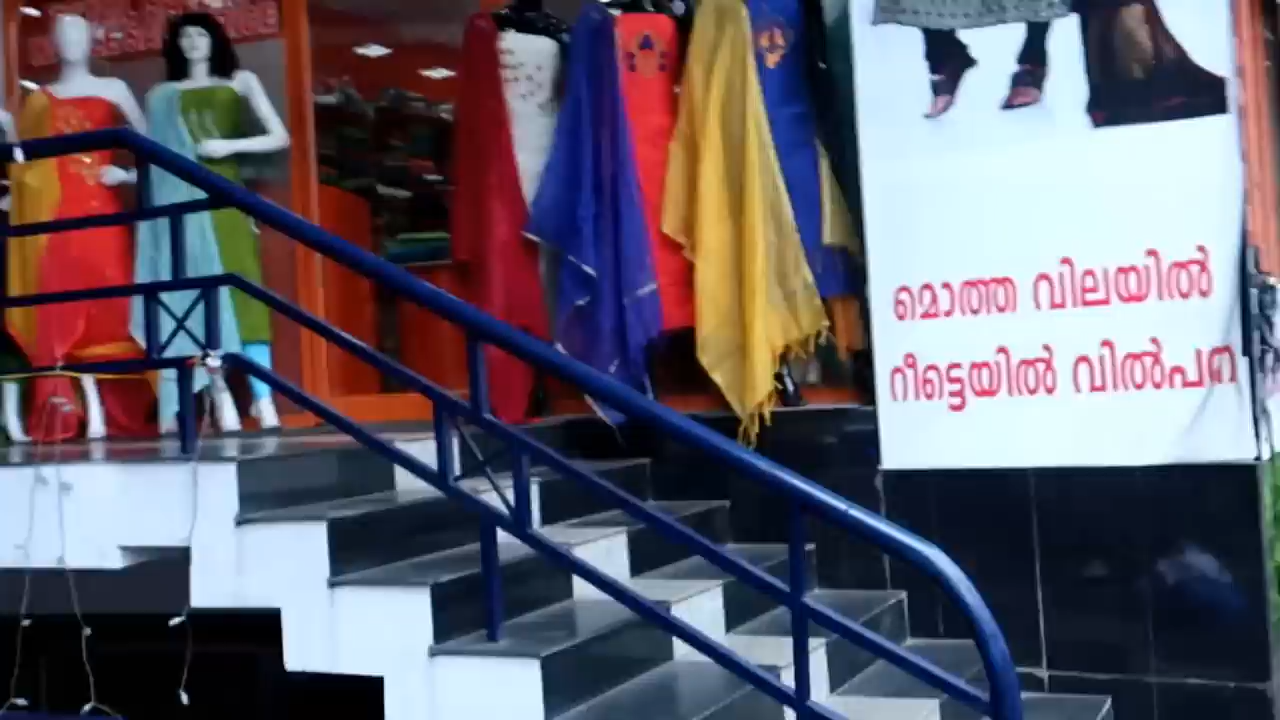 മൊത്ത വിലയിൽ
റീട്ടെയിൽ വിൽപന